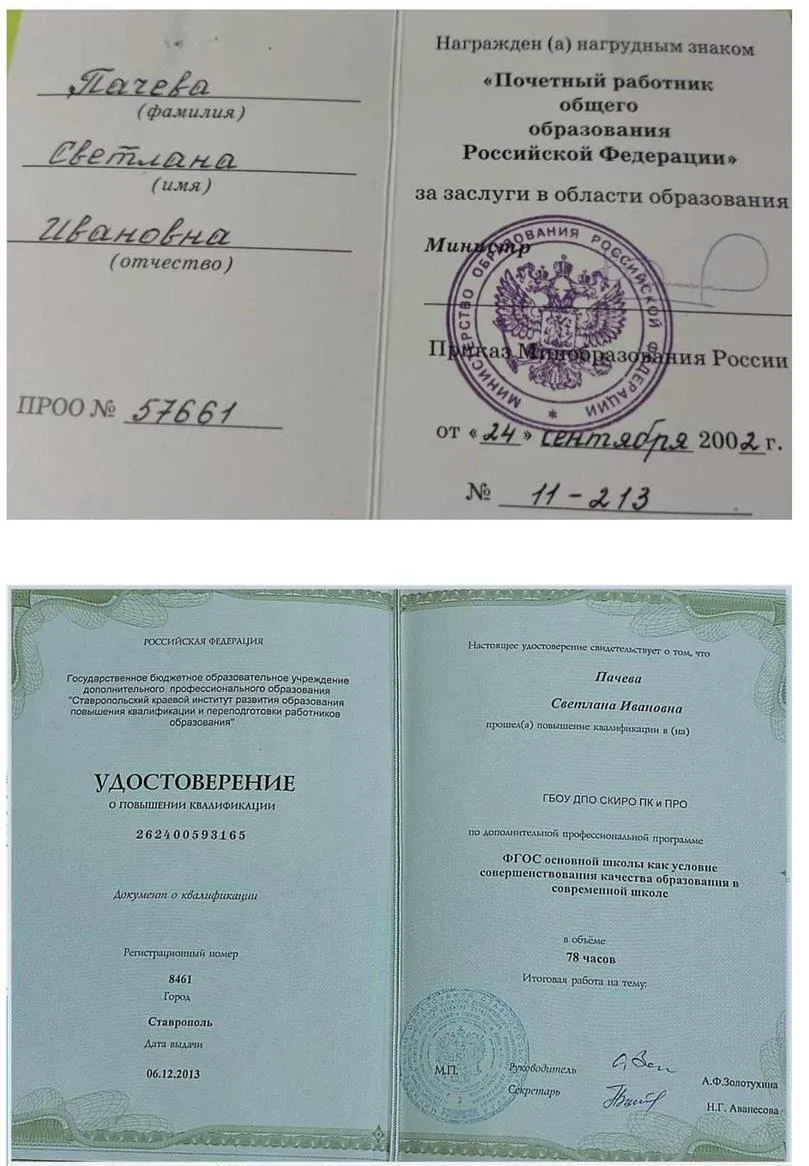 Пачева
(фамилия)
Светлана
(имя)
Ивановна
(отчество)
ПРОО № 57661
Награжден (а) нагрудным знаком
«Почетный работник
общего
образования
Российской Федерации»
за заслуги в области образования
Министр
МИНИСТЕРСТВО ОБРАЗОВАНИЯ РОССИЙСКОЙ ФЕДЕРАЦИИ
Приказ Минобразования России
от «24» сентября 2002 г.
№ 11-213
РОССИЙСКАЯ ФЕДЕРАЦИЯ
Государственное бюджетное образовательное учреждение
дополнительного профессионального образования
"Ставропольский краевой институт развития образования
повышения квалификации и переподготовки работников
образования"
УДОСТОВЕРЕНИЕ
О ПОВЫШЕНИИ КВАЛИФИКАЦИИ
262400593165
Документ о квалификации
Регистрационный номер
8461
Город
Ставрополь
Дата выдачи
06.12.2013
Настоящее удостоверение свидетельствует о том, что
Пачева
Светлана Ивановна
прошел(а) повышение квалификации в (на)
ГБОУ ДПО СКИРО ПК и ПРО
по дополнительной профессиональной программе
ФГОС основной школы как условие
совершенствования качества образования в
современной школе
в объёме
78 часов
Итоговая работа на тему:
М.П.
Руководитель
А.Ф.Золотухина
Секретарь
Н.Г. Аванесова